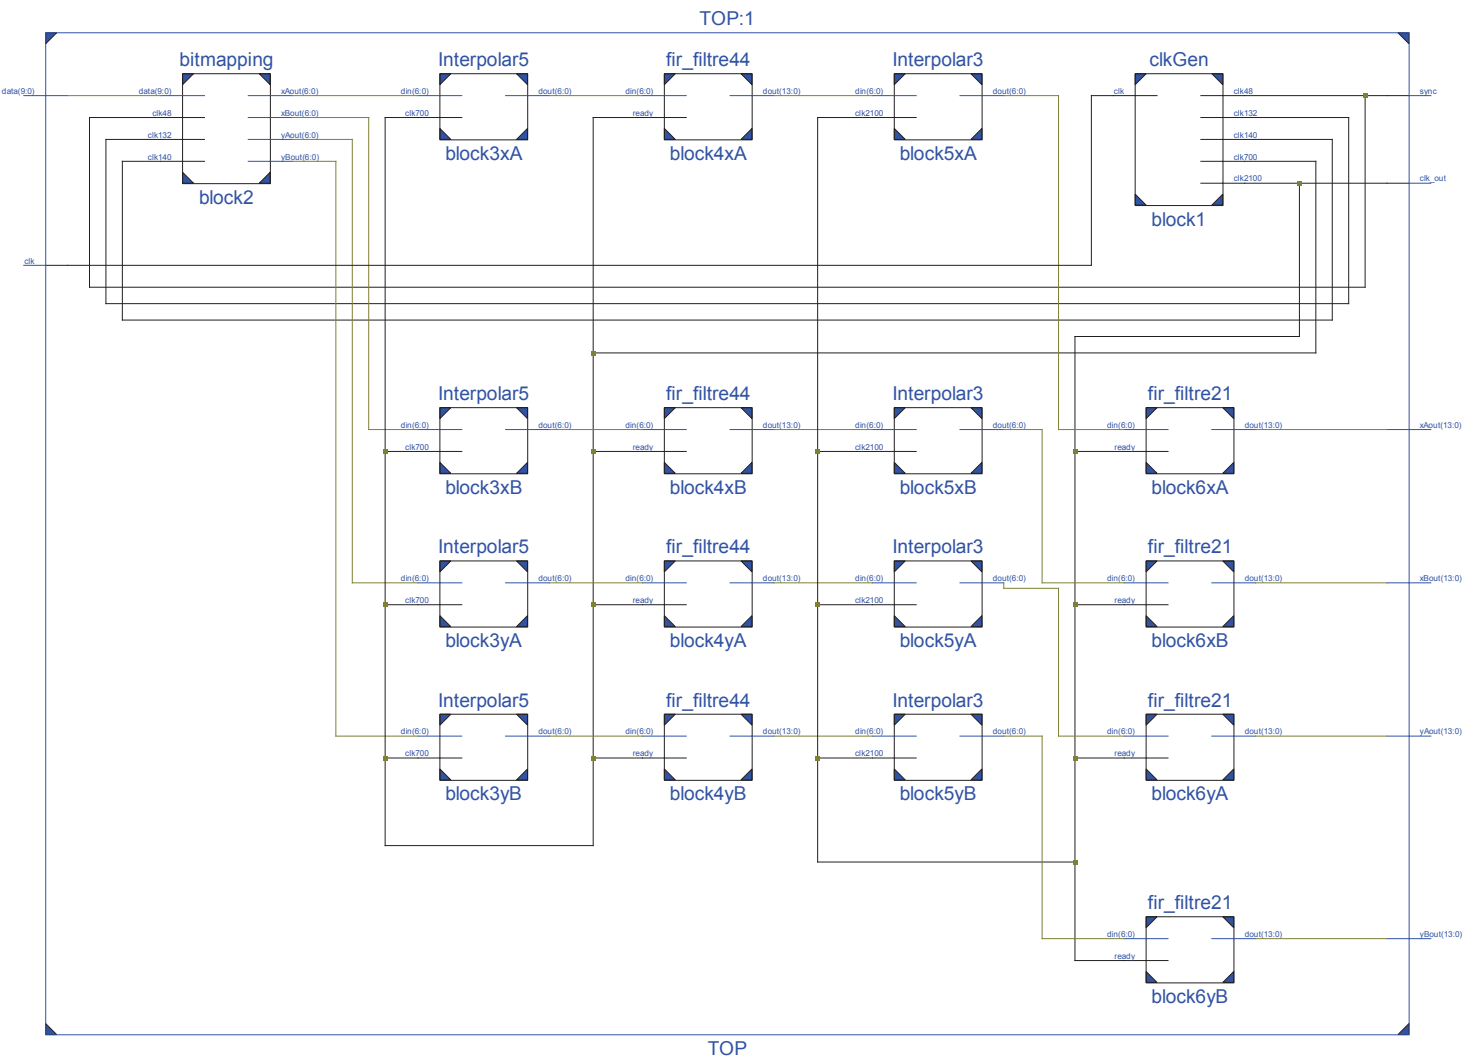 TOP:1
bitmapping Interpolar5 fir_filtre44 Interpolar3 clkGen
data(9:0) data(9:0) xAout(6:0) din(6:0) dout(6:0) din(6:0) dout(13:0) din(6:0) dout(6:0) clk clk48 sync
clk48 xBout(6:0) clk700 ready clk2100 clk132
clk132 yAout(6:0) clk140
clk140 yBout(6:0) clk700
block3xA block4xA block5xA
clk2100 clk_out
block2 block1
clk
Interpolar5 fir_filtre44 Interpolar3 fir_filtre21
din(6:0) dout(6:0) din(6:0) dout(13:0) din(6:0) dout(6:0) din(6:0) dout(13:0) xAout(13:0)
clk700 ready clk2100 ready
block3xB block4xB block5xB block6xA
Interpolar5 fir_filtre44 Interpolar3 fir_filtre21
din(6:0) dout(6:0) din(6:0) dout(13:0) din(6:0) dout(6:0) din(6:0) dout(13:0) xBout(13:0)
clk700 ready clk2100 ready
block3yA block4yA block5yA block6xB
Interpolar5 fir_filtre44 Interpolar3 fir_filtre21
din(6:0) dout(6:0) din(6:0) dout(13:0) din(6:0) dout(6:0) din(6:0) dout(13:0) yAout(13:0)
clk700 ready clk2100 ready
block3yB block4yB block5yB block6yA
fir_filtre21
din(6:0) dout(13:0) yBout(13:0)
ready
block6yB
TOP